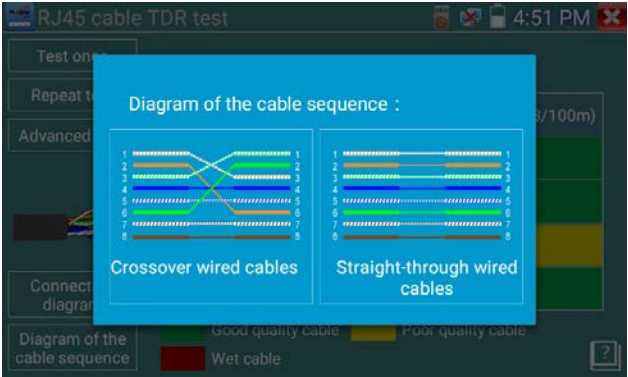 RJ45 cable TDR test
4:51 PM
Test on
Repeat t
Advanced
/100m)
Diagram of the cable sequence :
1 1
2 2
3 3
4 4
5 5
6 6
7 7
8 8
Crossover wired cables
1 1
2 2
3 3
4 4
5 5
6 6
7 7
8 8
Straight-through wired
cables
Connect
diagra
Diagram of the
cable sequence
Good quality cable
Poor quality cable
Wet cable
?